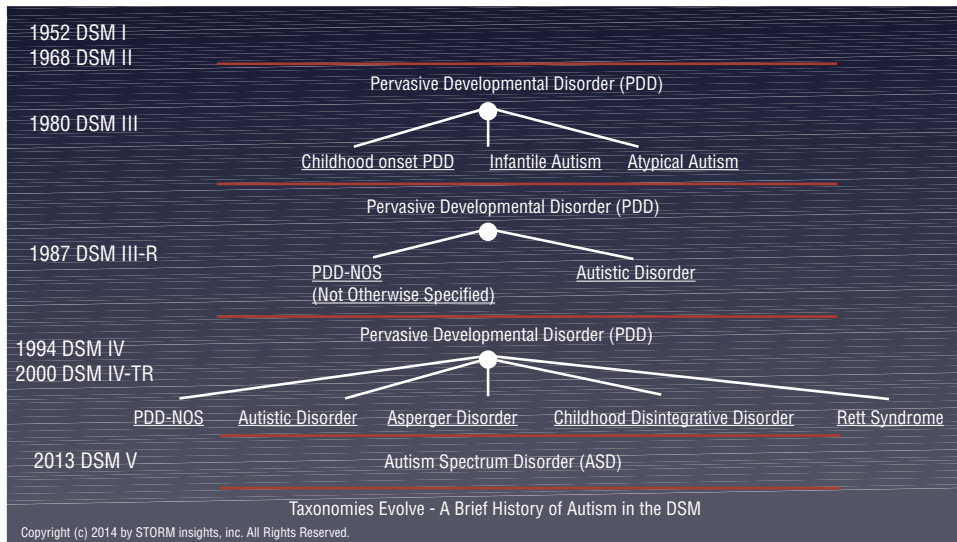 1952 DSM I
1968 DSM II
Pervasive Developmental Disorder (PDD)
1980 DSM III
Childhood onset PDD Infantile Autism Atypical Autism
Pervasive Developmental Disorder (PDD)
1987 DSM III-R
PDD-NOS Autistic Disorder
(Not Otherwise Specified)
Pervasive Developmental Disorder (PDD)
1994 DSM IV
2000 DSM IV-TR
PDD-NOS Autistic Disorder Asperger Disorder Childhood Disintegrative Disorder Rett Syndrome
2013 DSM V Autism Spectrum Disorder (ASD)
Taxonomies Evolve - A Brief History of Autism in the DSM
Copyright (c) 2014 by STORM insights, inc. All Rights Reserved.